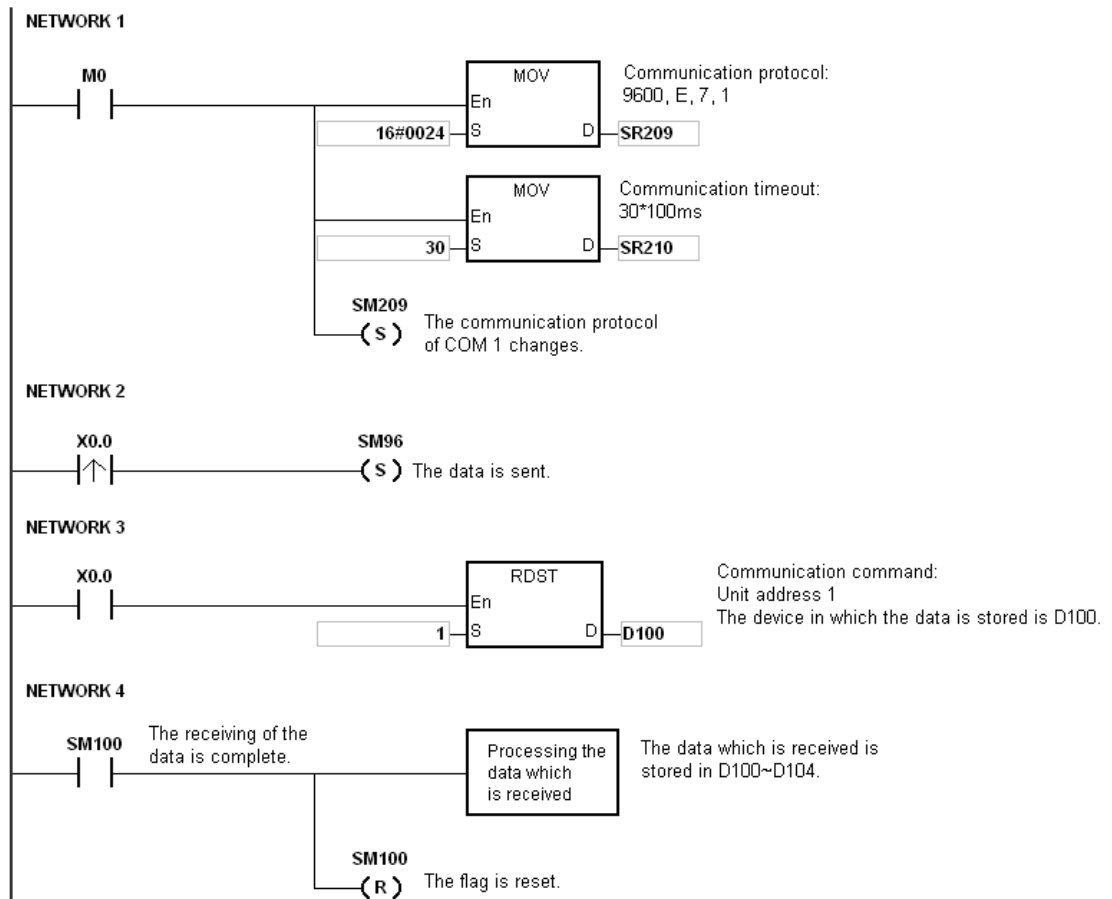 NETWORK 1
M0
MOV
En
S
D
16#0024
SR209
Communication protocol:
9600, E, 7, 1
MOV
En
S
D
30
SR210
Communication timeout:
30*100ms
SM209
( S )
The communication protocol
of COM 1 changes.
NETWORK 2
X0.0
SM96
( S )
The data is sent.
NETWORK 3
X0.0
RDST
En
S
D
1
D100
Communication command:
Unit address 1
The device in which the data is stored is D100.
NETWORK 4
SM100
The receiving of the
data is complete.
Processing the
data which
is received
The data which is received is
stored in D100~D104.
SM100
( R )
The flag is reset.